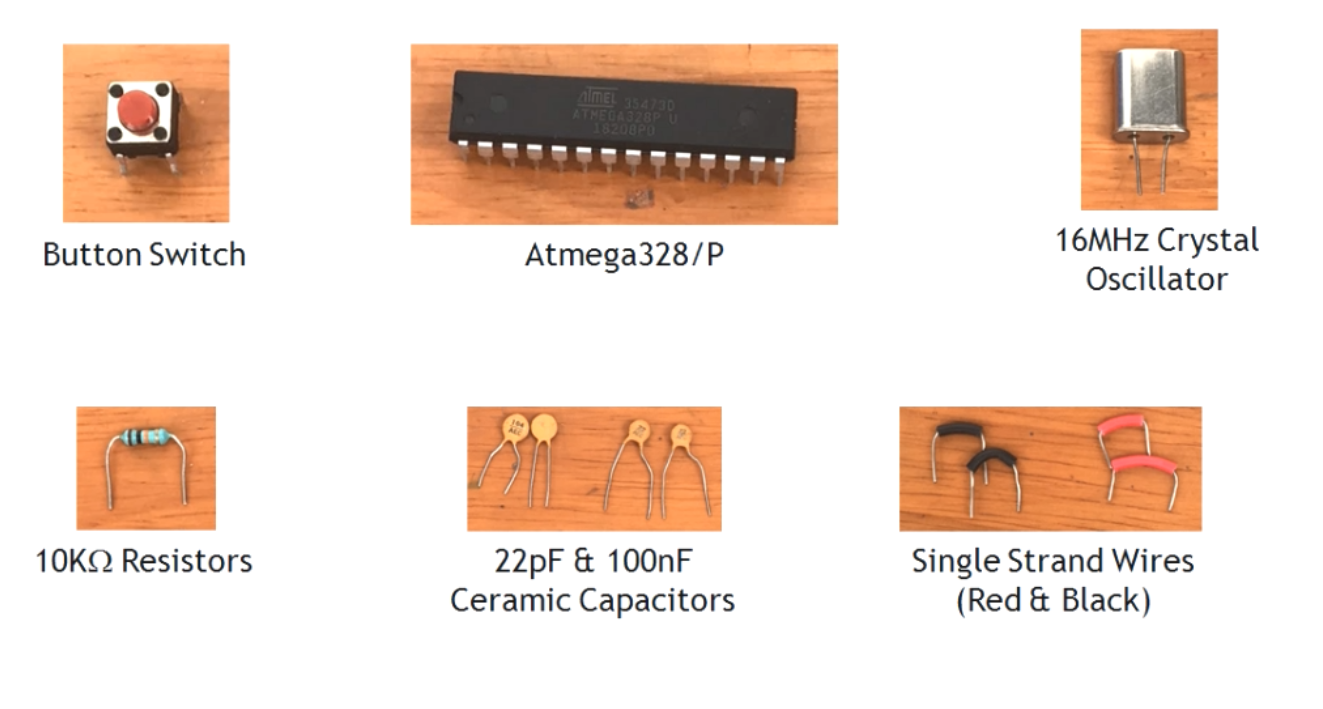 ATMEL 35473D
ATMEGA328P U
Button Switch
Atmega328/P
16MHz Crystal
Oscillator
104
10KΩ Resistors
22pF & 100nF
Ceramic Capacitors
Single Strand Wires
(Red & Black)